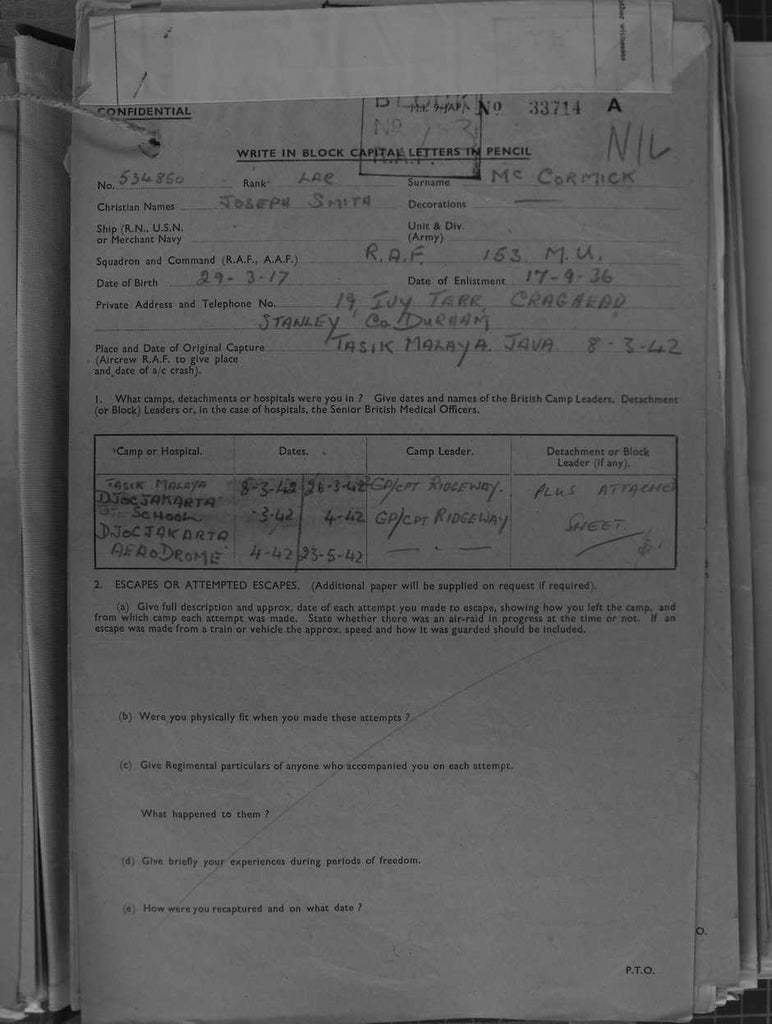 ther witnesses
CONFIDENTIAL
No 33714 A
No
NIL
WRITE IN BLOCK CAPITAL LETTERS IN PENCIL
No. 534860 Rank LAC Surname MC CORMICK
Christian Names JOSEPH SMITH Decorations —
Ship (R.N., U.S.N. or Merchant Navy Unit & Div. (Army)
Squadron and Command (R.A.F., A.A.F.) R.A.F. 153 M.U.
Date of Birth 29-3-17 Date of Enlistment 17-9-36
Private Address and Telephone No. 19 IVY TERR, CRAGHEAD
STANLEY Co. DURHAM
Place and Date of Original Capture TASIK MALAYA. JAVA 8-3-42
(Aircrew R.A.F. to give place
and date of a/c crash).
1. What camps, detachments or hospitals were you in ? Give dates and names of the British Camp Leaders, Detachment
(or Block) Leaders or, in the case of hospitals, the Senior British Medical Officers.
Camp or Hospital. Dates. Camp Leader. Detachment or Block Leader (if any).
TASIK MALAYA 8-3-42 26-3-42 GP/CPT RIDGEWAY. PLUS ATTACHED
DJOCJAKARTA
SCHOOL -3-42 4-42 GP/CPT RIDGEWAY SHEET.
DJOCJAKARTA
AERODROME 4-42 23-5-42 — - —
2. ESCAPES OR ATTEMPTED ESCAPES. (Additional paper will be supplied on request if required).
(a) Give full description and approx. date of each attempt you made to escape, showing how you left the camp, and
from which camp each attempt was made. State whether there was an air-raid in progress at the time or not. If an
escape was made from a train or vehicle the approx. speed and how it was guarded should be included.
(b) Were you physically fit when you made these attempts ?
(c) Give Regimental particulars of anyone who accompanied you on each attempt.
What happened to them ?
(d) Give briefly your experiences during periods of freedom.
(e) How were you recaptured and on what date ?
O.
P.T.O.